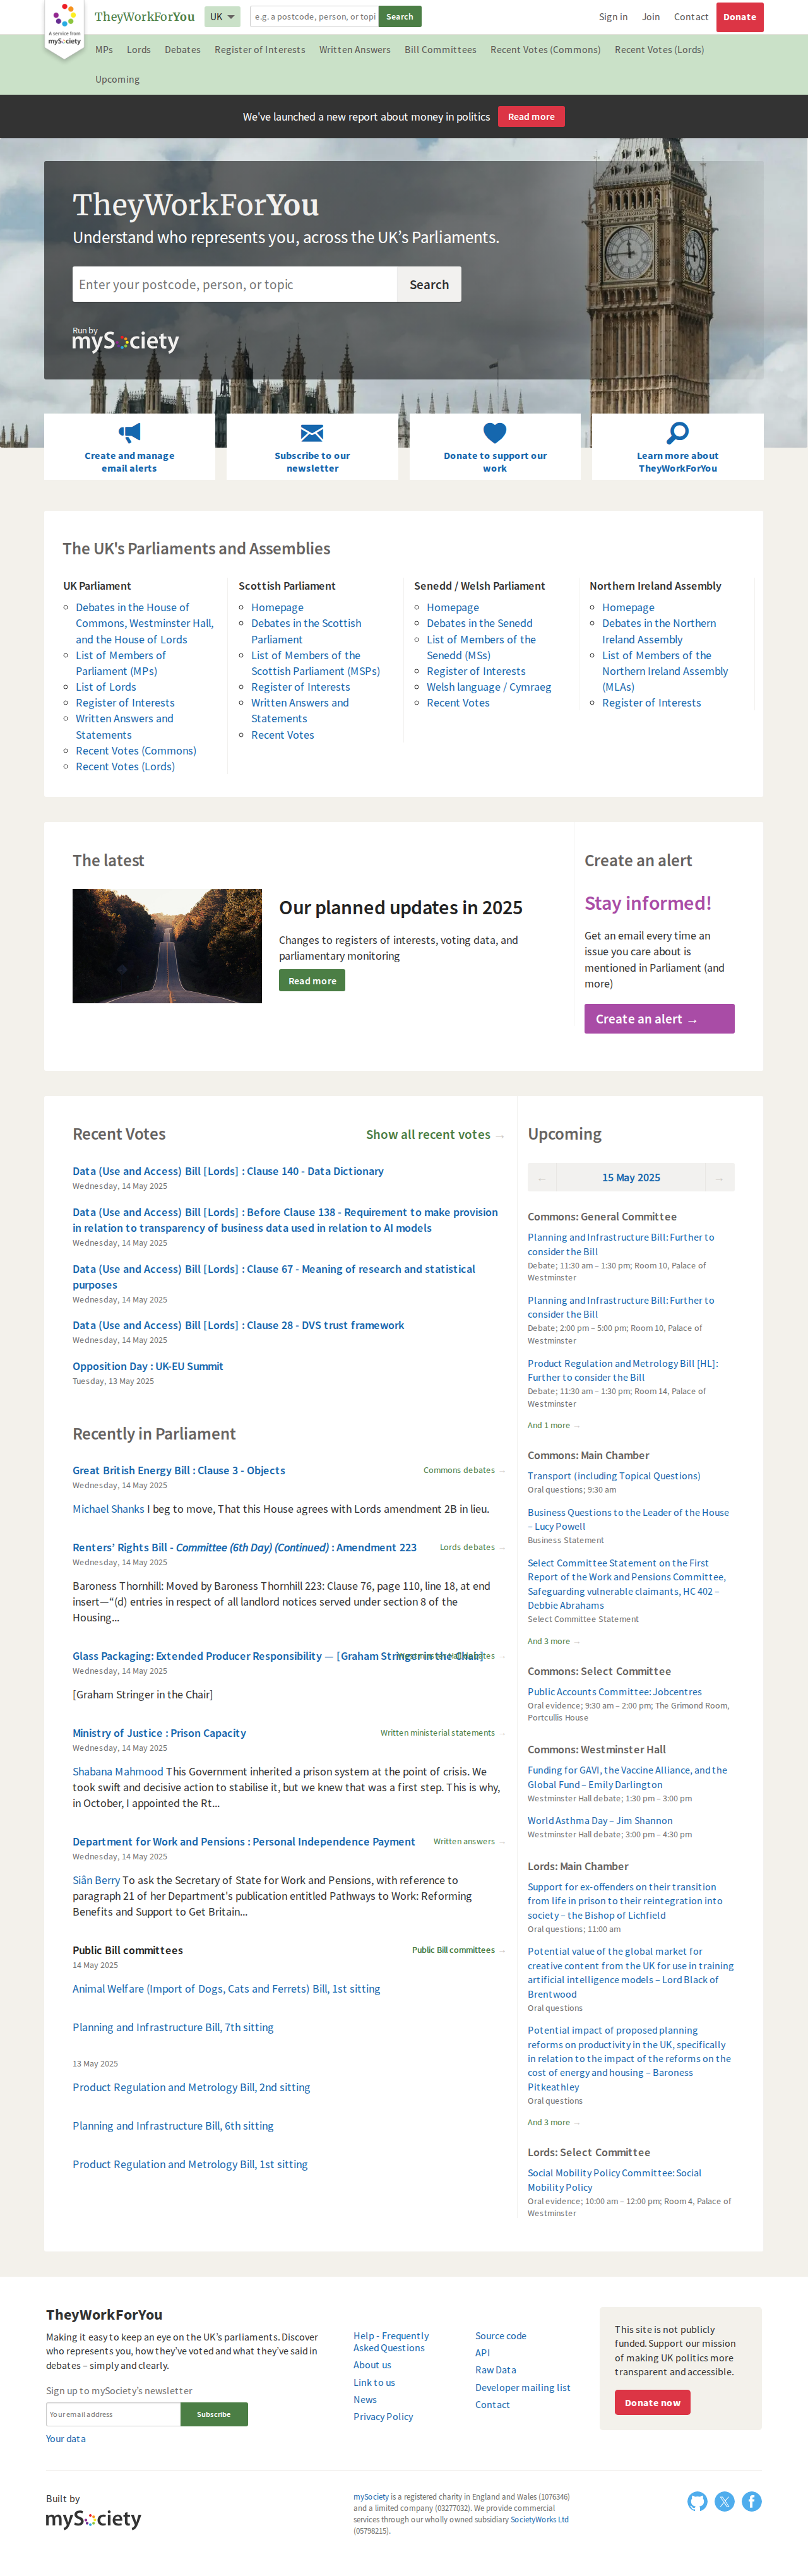 A service from
mySociety
TheyWorkForYou
UK
e.g. a postcode, person, or topi
Search
Sign in
Join
Contact
Donate
MPs
Lords
Debates
Register of Interests
Written Answers
Bill Committees
Recent Votes (Commons)
Recent Votes (Lords)
Upcoming
We've launched a new report about money in politics
Read more
TheyWorkForYou
Understand who represents you, across the UK's Parliaments.
Enter your postcode, person, or topic
Search
Run by
mySociety
Create and manage
email alerts
Subscribe to our
newsletter
Donate to support our
work
Learn more about
TheyWorkForYou
The UK's Parliaments and Assemblies
UK Parliament
Debates in the House of
Commons, Westminster Hall,
and the House of Lords
List of Members of
Parliament (MPs)
List of Lords
Register of Interests
Written Answers and
Statements
Recent Votes (Commons)
Recent Votes (Lords)
Scottish Parliament
Homepage
Debates in the Scottish
Parliament
List of Members of the
Scottish Parliament (MSPs)
Register of Interests
Written Answers and
Statements
Recent Votes
Senedd / Welsh Parliament
Homepage
Debates in the Senedd
List of Members of the
Senedd (MSs)
Register of Interests
Welsh language / Cymraeg
Recent Votes
Northern Ireland Assembly
Homepage
Debates in the Northern
Ireland Assembly
List of Members of the
Northern Ireland Assembly
(MLAs)
Register of Interests
The latest
Our planned updates in 2025
Changes to registers of interests, voting data, and
parliamentary monitoring
Read more
Create an alert
Stay informed!
Get an email every time an
issue you care about is
mentioned in Parliament (and
more)
Create an alert →
Recent Votes
Show all recent votes →
Data (Use and Access) Bill [Lords] : Clause 140 - Data Dictionary
Wednesday, 14 May 2025
Data (Use and Access) Bill [Lords] : Before Clause 138 - Requirement to make provision
in relation to transparency of business data used in relation to AI models
Wednesday, 14 May 2025
Data (Use and Access) Bill [Lords] : Clause 67 - Meaning of research and statistical
purposes
Wednesday, 14 May 2025
Data (Use and Access) Bill [Lords] : Clause 28 - DVS trust framework
Wednesday, 14 May 2025
Opposition Day : UK-EU Summit
Tuesday, 13 May 2025
Recently in Parliament
Great British Energy Bill : Clause 3 - Objects
Commons debates →
Wednesday, 14 May 2025
Michael Shanks I beg to move, That this House agrees with Lords amendment 2B in lieu.
Renters' Rights Bill - Committee (6th Day) (Continued) : Amendment 223
Lords debates →
Wednesday, 14 May 2025
Baroness Thornhill: Moved by Baroness Thornhill 223: Clause 76, page 110, line 18, at end
insert—"(d) entries in respect of all landlord notices served under section 8 of the
Housing...
Glass Packaging: Extended Producer Responsibility — [Graham Stringer in the Chair]
Westminster Hall debates →
Wednesday, 14 May 2025
[Graham Stringer in the Chair]
Ministry of Justice : Prison Capacity
Written ministerial statements →
Wednesday, 14 May 2025
Shabana Mahmood This Government inherited a prison system at the point of crisis. We
took swift and decisive action to stabilise it, but we knew that was a first step. This is why,
in October, I appointed the Rt...
Department for Work and Pensions : Personal Independence Payment
Written answers →
Wednesday, 14 May 2025
Siân Berry To ask the Secretary of State for Work and Pensions, with reference to
paragraph 21 of her Department's publication entitled Pathways to Work: Reforming
Benefits and Support to Get Britain...
Public Bill committees
Public Bill committees →
14 May 2025
Animal Welfare (Import of Dogs, Cats and Ferrets) Bill, 1st sitting
Planning and Infrastructure Bill, 7th sitting
13 May 2025
Product Regulation and Metrology Bill, 2nd sitting
Planning and Infrastructure Bill, 6th sitting
Product Regulation and Metrology Bill, 1st sitting
Upcoming
← 15 May 2025 →
Commons: General Committee
Planning and Infrastructure Bill: Further to
consider the Bill
Debate; 11:30 am – 1:30 pm; Room 10, Palace of
Westminster
Planning and Infrastructure Bill: Further to
consider the Bill
Debate; 2:00 pm – 5:00 pm; Room 10, Palace of
Westminster
Product Regulation and Metrology Bill [HL]:
Further to consider the Bill
Debate; 11:30 am – 1:30 pm; Room 14, Palace of
Westminster
And 1 more →
Commons: Main Chamber
Transport (including Topical Questions)
Oral questions; 9:30 am
Business Questions to the Leader of the House
– Lucy Powell
Business Statement
Select Committee Statement on the First
Report of the Work and Pensions Committee,
Safeguarding vulnerable claimants, HC 402 –
Debbie Abrahams
Select Committee Statement
And 3 more →
Commons: Select Committee
Public Accounts Committee: Jobcentres
Oral evidence; 9:30 am – 2:00 pm; The Grimond Room,
Portcullis House
Commons: Westminster Hall
Funding for GAVI, the Vaccine Alliance, and the
Global Fund – Emily Darlington
Westminster Hall debate; 1:30 pm – 3:00 pm
World Asthma Day – Jim Shannon
Westminster Hall debate; 3:00 pm – 4:30 pm
Lords: Main Chamber
Support for ex-offenders on their transition
from life in prison to their reintegration into
society – the Bishop of Lichfield
Oral questions; 11:00 am
Potential value of the global market for
creative content from the UK for use in training
artificial intelligence models – Lord Black of
Brentwood
Oral questions
Potential impact of proposed planning
reforms on productivity in the UK, specifically
in relation to the impact of the reforms on the
cost of energy and housing – Baroness
Pitkeathley
Oral questions
And 3 more →
Lords: Select Committee
Social Mobility Policy Committee: Social
Mobility Policy
Oral evidence; 10:00 am – 12:00 pm; Room 4, Palace of
Westminster
TheyWorkForYou
Making it easy to keep an eye on the UK's parliaments. Discover
who represents you, how they've voted and what they've said in
debates – simply and clearly.
Sign up to mySociety's newsletter
Your email address
Subscribe
Your data
Help - Frequently
Asked Questions
About us
Link to us
News
Privacy Policy
Source code
API
Raw Data
Developer mailing list
Contact
This site is not publicly
funded. Support our mission
of making UK politics more
transparent and accessible.
Donate now
Built by
mySociety
mySociety is a registered charity in England and Wales (1076346)
and a limited company (03277032). We provide commercial
services through our wholly owned subsidiary SocietyWorks Ltd
(05798215).